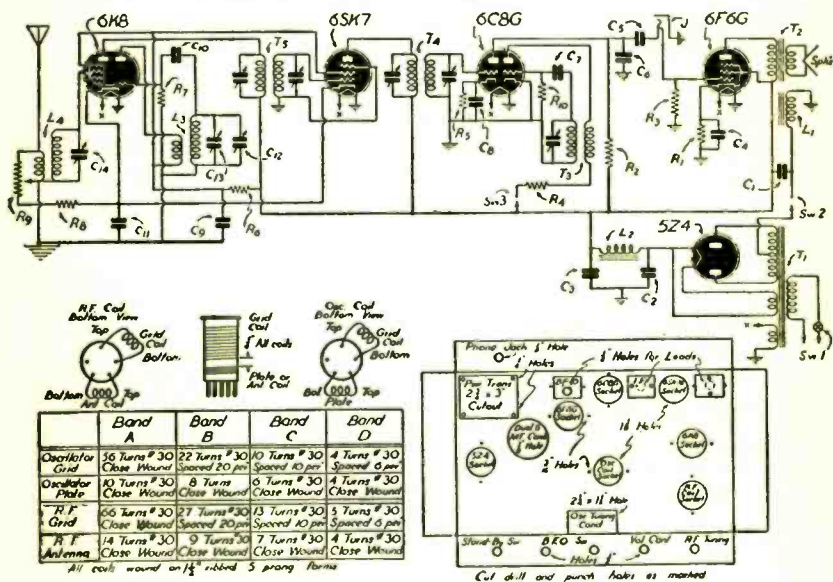 6K8
C10
T5
6SK7
T4
6C8G
C7
C5
J
C6
6F6G
T2
Spkr
R7
L4
L3
C14
C13
C12
R5
C8
R10
T3
R3
R1
C4
L1
R2
C1
R9
R8
C11
C9
R6
Sw3
R4
Sw2
5Z4
L2
C3
C2
T1
Sw1
R.F. Coil
Bottom View
Top
Grid
Coil
Bottom
Bottom
Ant Coil
Top
Grid
Coil
All coils
Plate or
Ant Coil
Osc. Coil
Bottom View
Top
Grid
Coil
Bottom
Bot
Plate
Top
Band A Band B Band C Band D
Oscillator Grid 56 Turns #30 Close Wound 22 Turns #30 Spaced 20 per 10 Turns #30 Spaced 10 per 4 Turns #30 Spaced 6 per
Oscillator Plate 10 Turns #30 Close Wound 8 Turns Close Wound 6 Turns #30 Close Wound 4 Turns #30 Close Wound
R.F. Grid 66 Turns #30 Close Wound 27 Turns #30 Spaced 20 per 13 Turns #30 Spaced 10 per 5 Turns #30 Spaced 6 per
R.F. Antenna 14 Turns #30 Close Wound 9 Turns #30 Close Wound 7 Turns #30 Close Wound 4 Turns #30 Close Wound
All coils wound on 1½" ribbed 5 prong forms
Phone Jack Hole
Holes
Holes for Leads
Pwr Trans
Cutout
Socket
5Z4
Socket
Holes
Osc
Coil
Socket
Holes
6K8
Socket
R.F.
Coil
Socket
Hole
Osc Tuning
Cond
Stand-By Sw
B.F.O. Sw
Vol Cont
R.F. Tuning
Holes
Cut drill and punch holes as marked